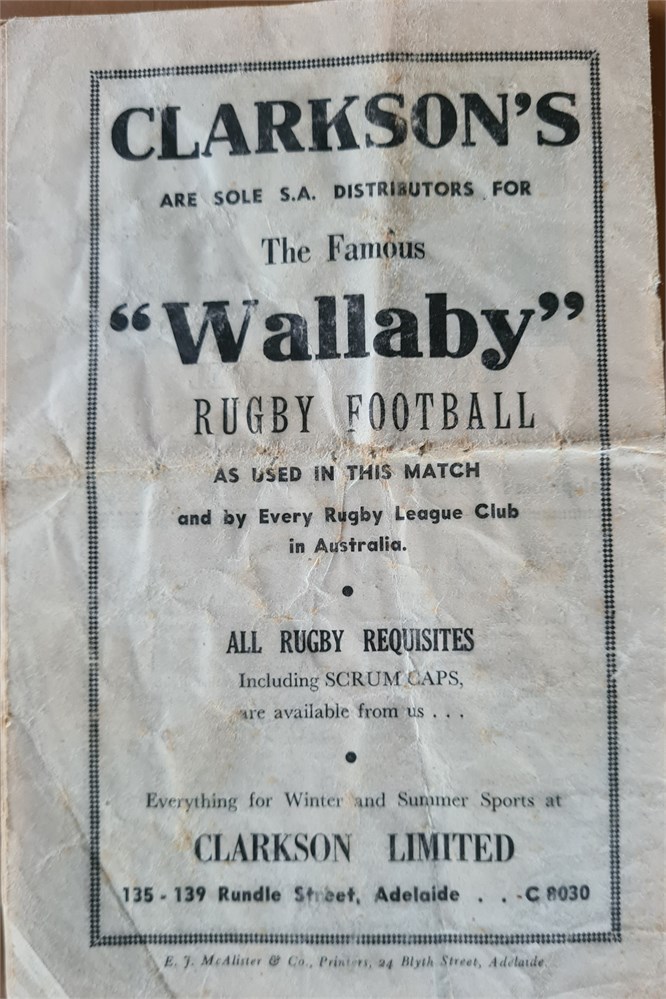 CLARKSON'S
ARE SOLE S.A. DISTRIBUTORS FOR
The Famous
“Wallaby”
RUGBY FOOTBALL
AS USED IN THIS MATCH
and by Every Rugby League Club
in Australia.
ALL RUGBY REQUISITES
Including SCRUM CAPS,
are available from us . . .
Everything for Winter and Summer Sports at
CLARKSON LIMITED
135 - 139 Rundle Street, Adelaide . . -C 8030
E. J. McAlister & Co., Printers, 24 Blyth Street, Adelaide.